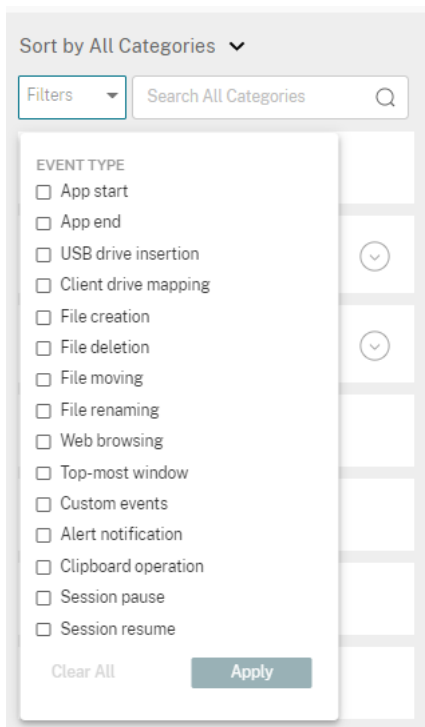 Sort by All Categories
Filters
Search All Categories
EVENT TYPE
App start
App end
USB drive insertion
Client drive mapping
File creation
File deletion
File moving
File renaming
Web browsing
Top-most window
Custom events
Alert notification
Clipboard operation
Session pause
Session resume
Clear All
Apply